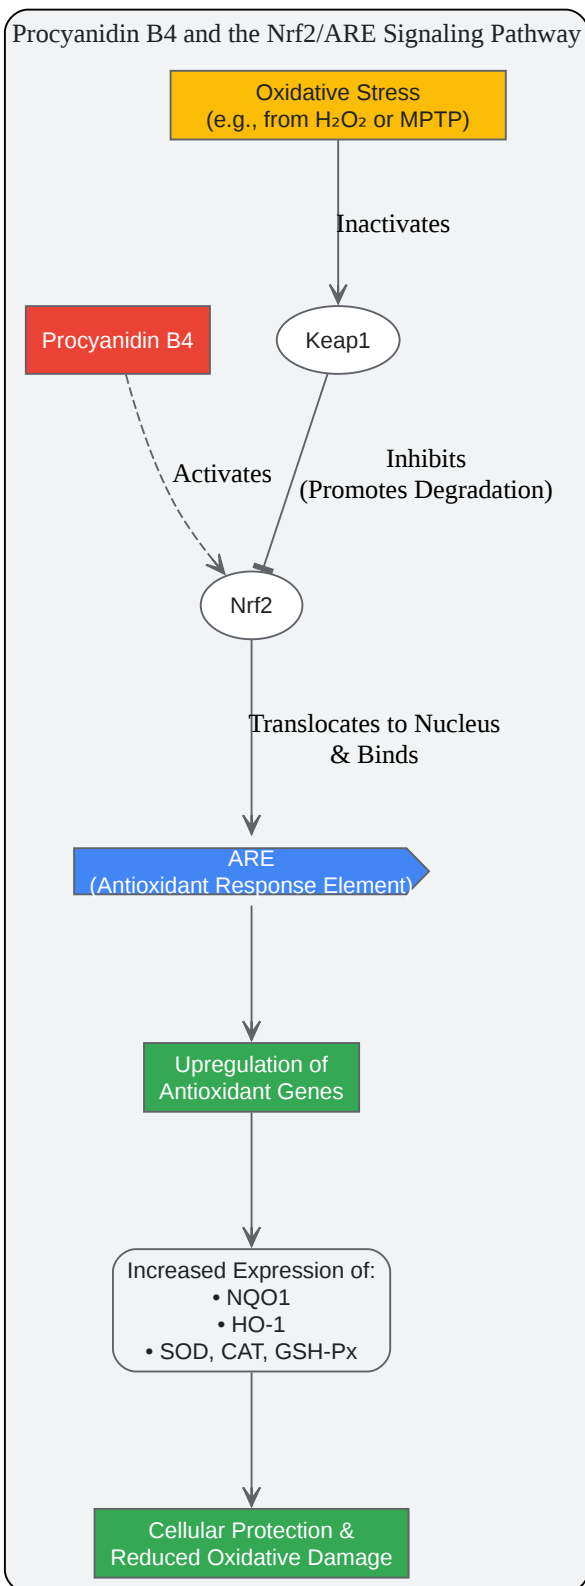 Procyanidin B4 and the Nrf2/ARE Signaling Pathway
Oxidative Stress
(e.g., from H₂O₂ or MPTP)
Inactivates
Procyanidin B4
Keap1
Activates
Inhibits
(Promotes Degradation)
Nrf2
Translocates to Nucleus
& Binds
ARE
(Antioxidant Response Element)
Upregulation of
Antioxidant Genes
Increased Expression of:
• NQO1
• HO-1
• SOD, CAT, GSH-Px
Cellular Protection &
Reduced Oxidative Damage